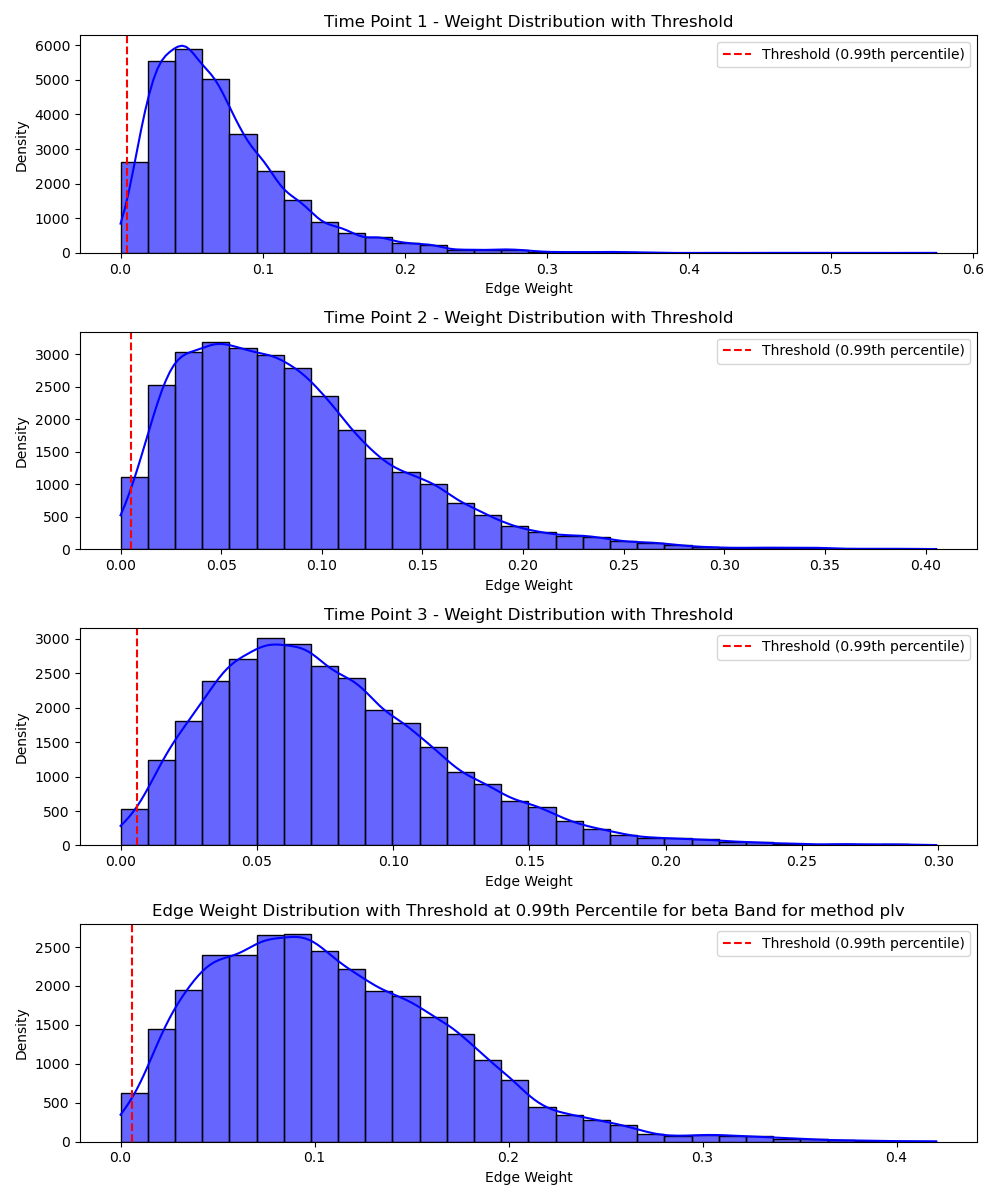 Time Point 1 - Weight Distribution with Threshold
6000
5000
4000
3000
2000
1000
0
Density
Threshold (0.99th percentile)
0.0 0.1 0.2 0.3 0.4 0.5 0.6
Edge Weight
Time Point 2 - Weight Distribution with Threshold
3000
2500
2000
1500
1000
500
0
Density
Threshold (0.99th percentile)
0.00 0.05 0.10 0.15 0.20 0.25 0.30 0.35 0.40
Edge Weight
Time Point 3 - Weight Distribution with Threshold
3000
2500
2000
1500
1000
500
0
Density
Threshold (0.99th percentile)
0.00 0.05 0.10 0.15 0.20 0.25 0.30
Edge Weight
Edge Weight Distribution with Threshold at 0.99th Percentile for beta Band for method plv
2500
2000
1500
1000
500
0
Density
Threshold (0.99th percentile)
0.0 0.1 0.2 0.3 0.4
Edge Weight